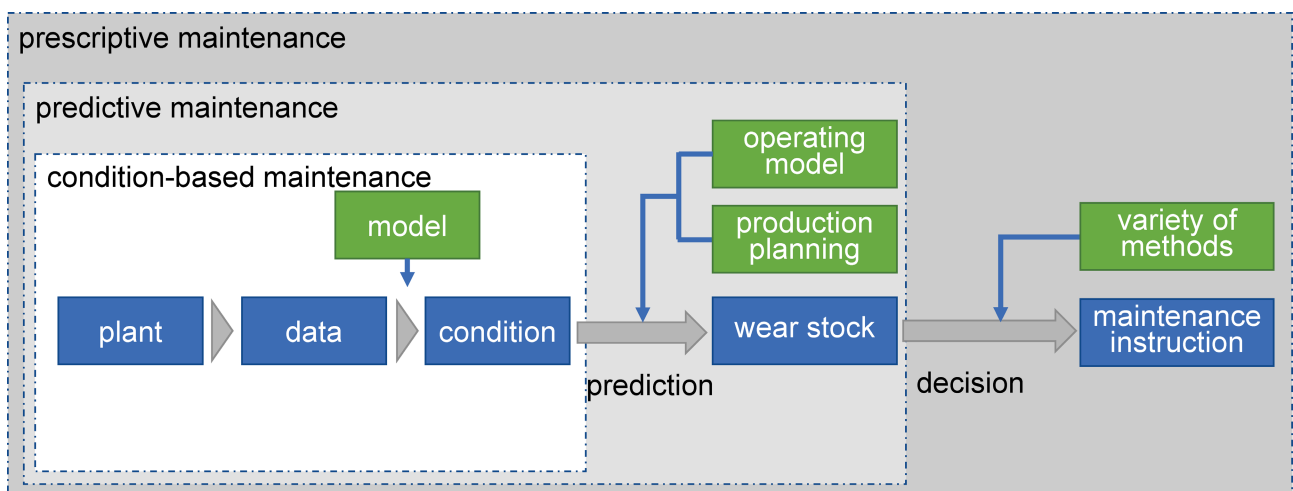 prescriptive maintenance
predictive maintenance
condition-based maintenance
operating
model
model
production
planning
variety of
methods
plant
data
condition
wear stock
maintenance
instruction
prediction
decision